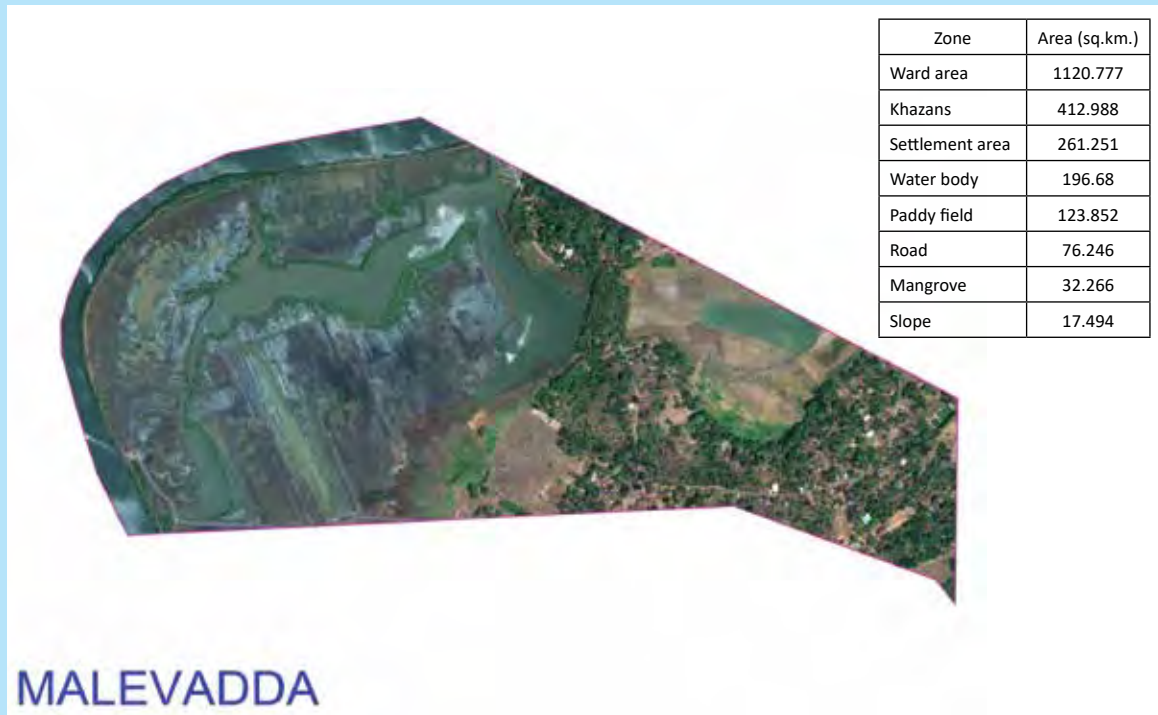 Zone Area (sq.km.)
Ward area 1120.777
Khazans 412.988
Settlement area 261.251
Water body 196.68
Paddy field 123.852
Road 76.246
Mangrove 32.266
Slope 17.494
MALEVADDA